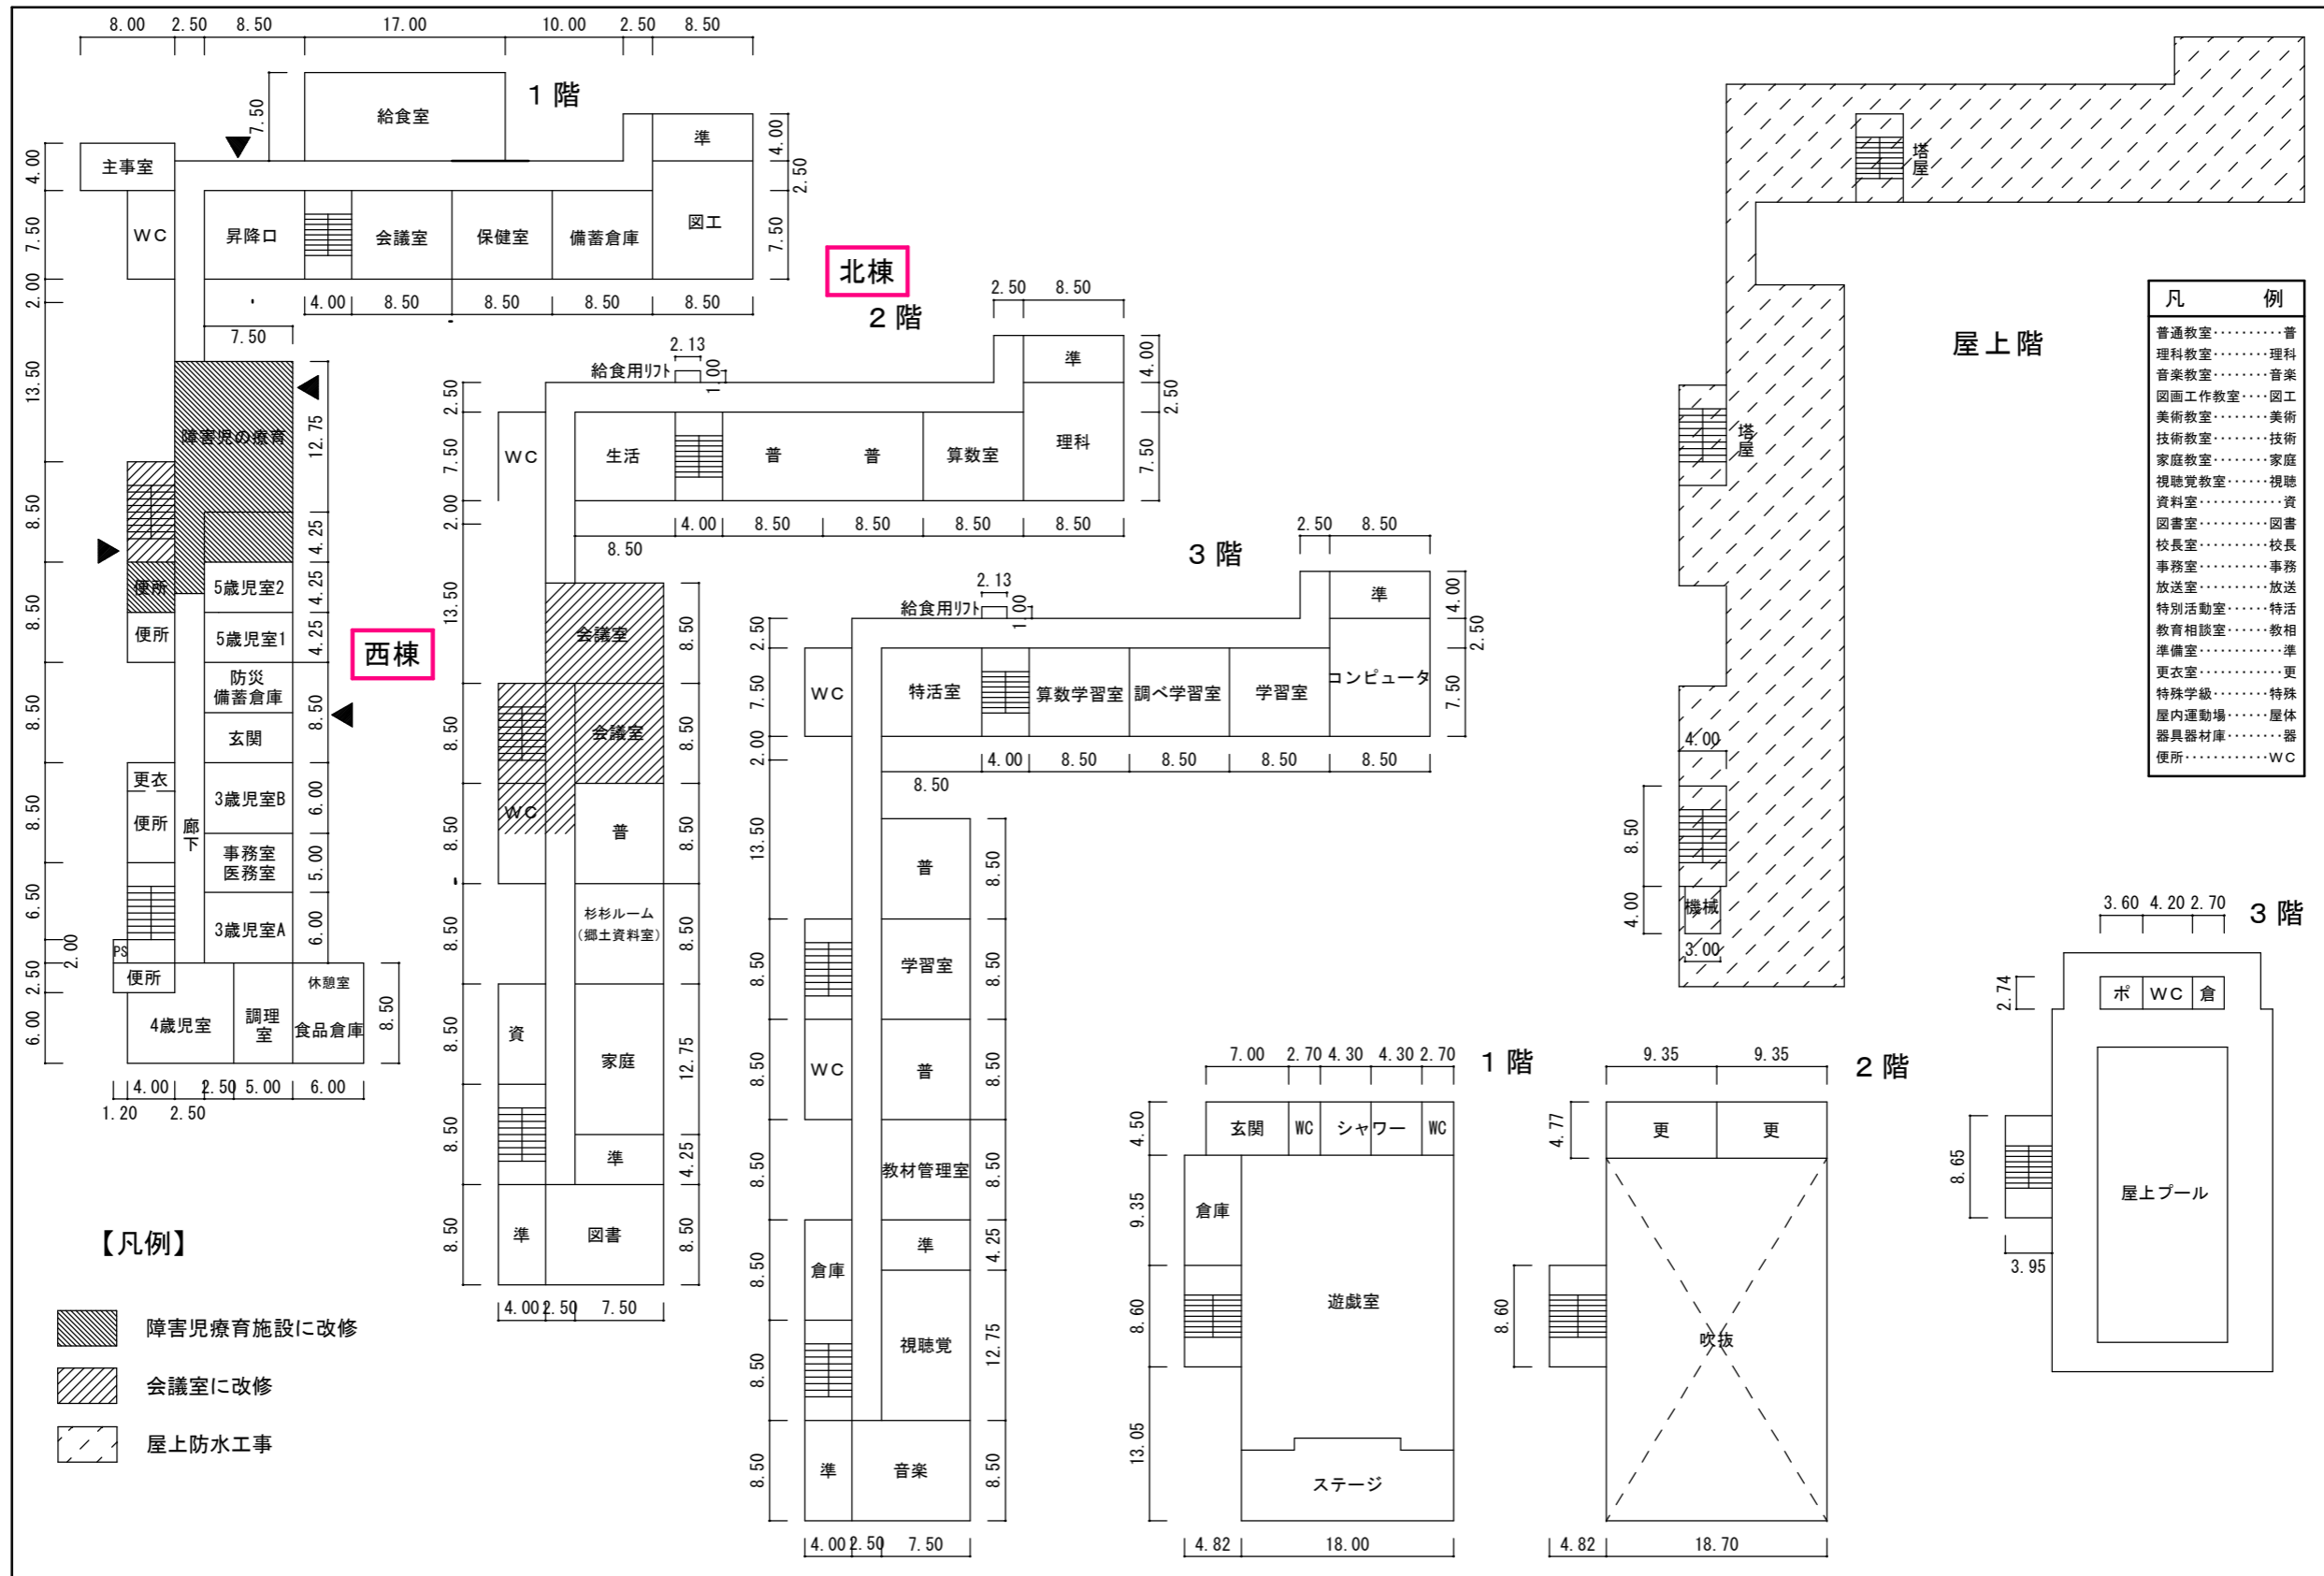 8.00 2.50 8.50 17.00 10.00 2.50 8.50
1階
7.50
給食室
準
4.00
2.50
7.50
4.00
7.50
2.00
13.50
8.50
8.50
8.50
8.50
6.50
2.00
2.50
6.00
主事室
WC
昇降口
会議室
保健室
備蓄倉庫
図工
4.00 8.50 8.50 8.50 8.50
7.50
北棟
障害児の療育
12.75
4.25
4.25
4.25
8.50
6.00
5.00
6.00
8.50
便所
5歳児室2
便所
5歳児室1
西棟
防災
備蓄倉庫
玄関
更衣
3歳児室B
便所
廊下
事務室
医務室
3歳児室A
PS
便所
休憩室
4歳児室
調理室
食品倉庫
4.00 2.50 5.00 6.00
1.20 2.50
2階
2.50 8.50
2.13
給食用リフト
1.00
準
4.00
2.50
7.50
2.50
7.50
2.00
13.50
8.50
8.50
8.50
8.50
8.50
8.50
WC
生活
普
普
算数室
理科
4.00 8.50 8.50 8.50 8.50
8.50
会議室
8.50
会議室
8.50
WC
普
8.50
杉杉ルーム
(郷土資料室)
8.50
資
家庭
12.75
準
4.25
準
図書
8.50
4.00 2.50 7.50
3階
2.50 8.50
2.13
給食用リフト
1.00
準
4.00
2.50
7.50
2.50
7.50
2.00
13.50
8.50
8.50
8.50
8.50
8.50
8.50
WC
特活室
算数学習室
調べ学習室
学習室
コンピュータ
4.00 8.50 8.50 8.50 8.50
8.50
普
8.50
学習室
8.50
WC
普
8.50
教材管理室
8.50
準
4.25
倉庫
視聴覚
12.75
準
音楽
8.50
4.00 2.50 7.50
屋上階
塔屋
塔屋
4.00
8.50
4.00
機械
3.00
凡 例
普通教室‥‥‥‥‥普
理科教室‥‥‥‥理科
音楽教室‥‥‥‥音楽
図画工作教室‥‥図工
美術教室‥‥‥‥美術
技術教室‥‥‥‥技術
家庭教室‥‥‥‥家庭
視聴覚教室‥‥‥視聴
資料室‥‥‥‥‥‥資
図書室‥‥‥‥‥図書
校長室‥‥‥‥‥校長
事務室‥‥‥‥‥事務
放送室‥‥‥‥‥放送
特別活動室‥‥‥特活
教育相談室‥‥‥教相
準備室‥‥‥‥‥‥準
更衣室‥‥‥‥‥‥更
特殊学級‥‥‥‥特殊
屋内運動場‥‥‥屋体
器具器材庫‥‥‥‥器
便所‥‥‥‥‥‥WC
1階
7.00 2.70 4.30 4.30 2.70
4.50
9.35
8.60
13.05
玄関
WC
シャワー
WC
倉庫
遊戯室
ステージ
4.82 18.00
2階
9.35 9.35
4.77
更
更
8.60
吹抜
4.82 18.70
3階
3.60 4.20 2.70
2.74
ポ
WC
倉
8.65
屋上プール
3.95
【凡例】
障害児療育施設に改修
会議室に改修
屋上防水工事